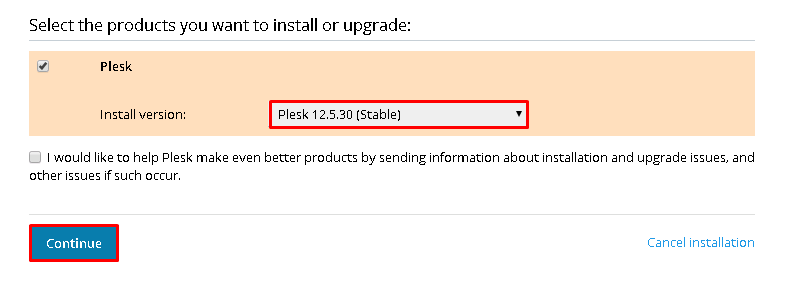 Select the products you want to install or upgrade:
Plesk
Install version:
Plesk 12.5.30 (Stable)
I would like to help Plesk make even better products by sending information about installation and upgrade issues, and
other issues if such occur.
Continue
Cancel installation